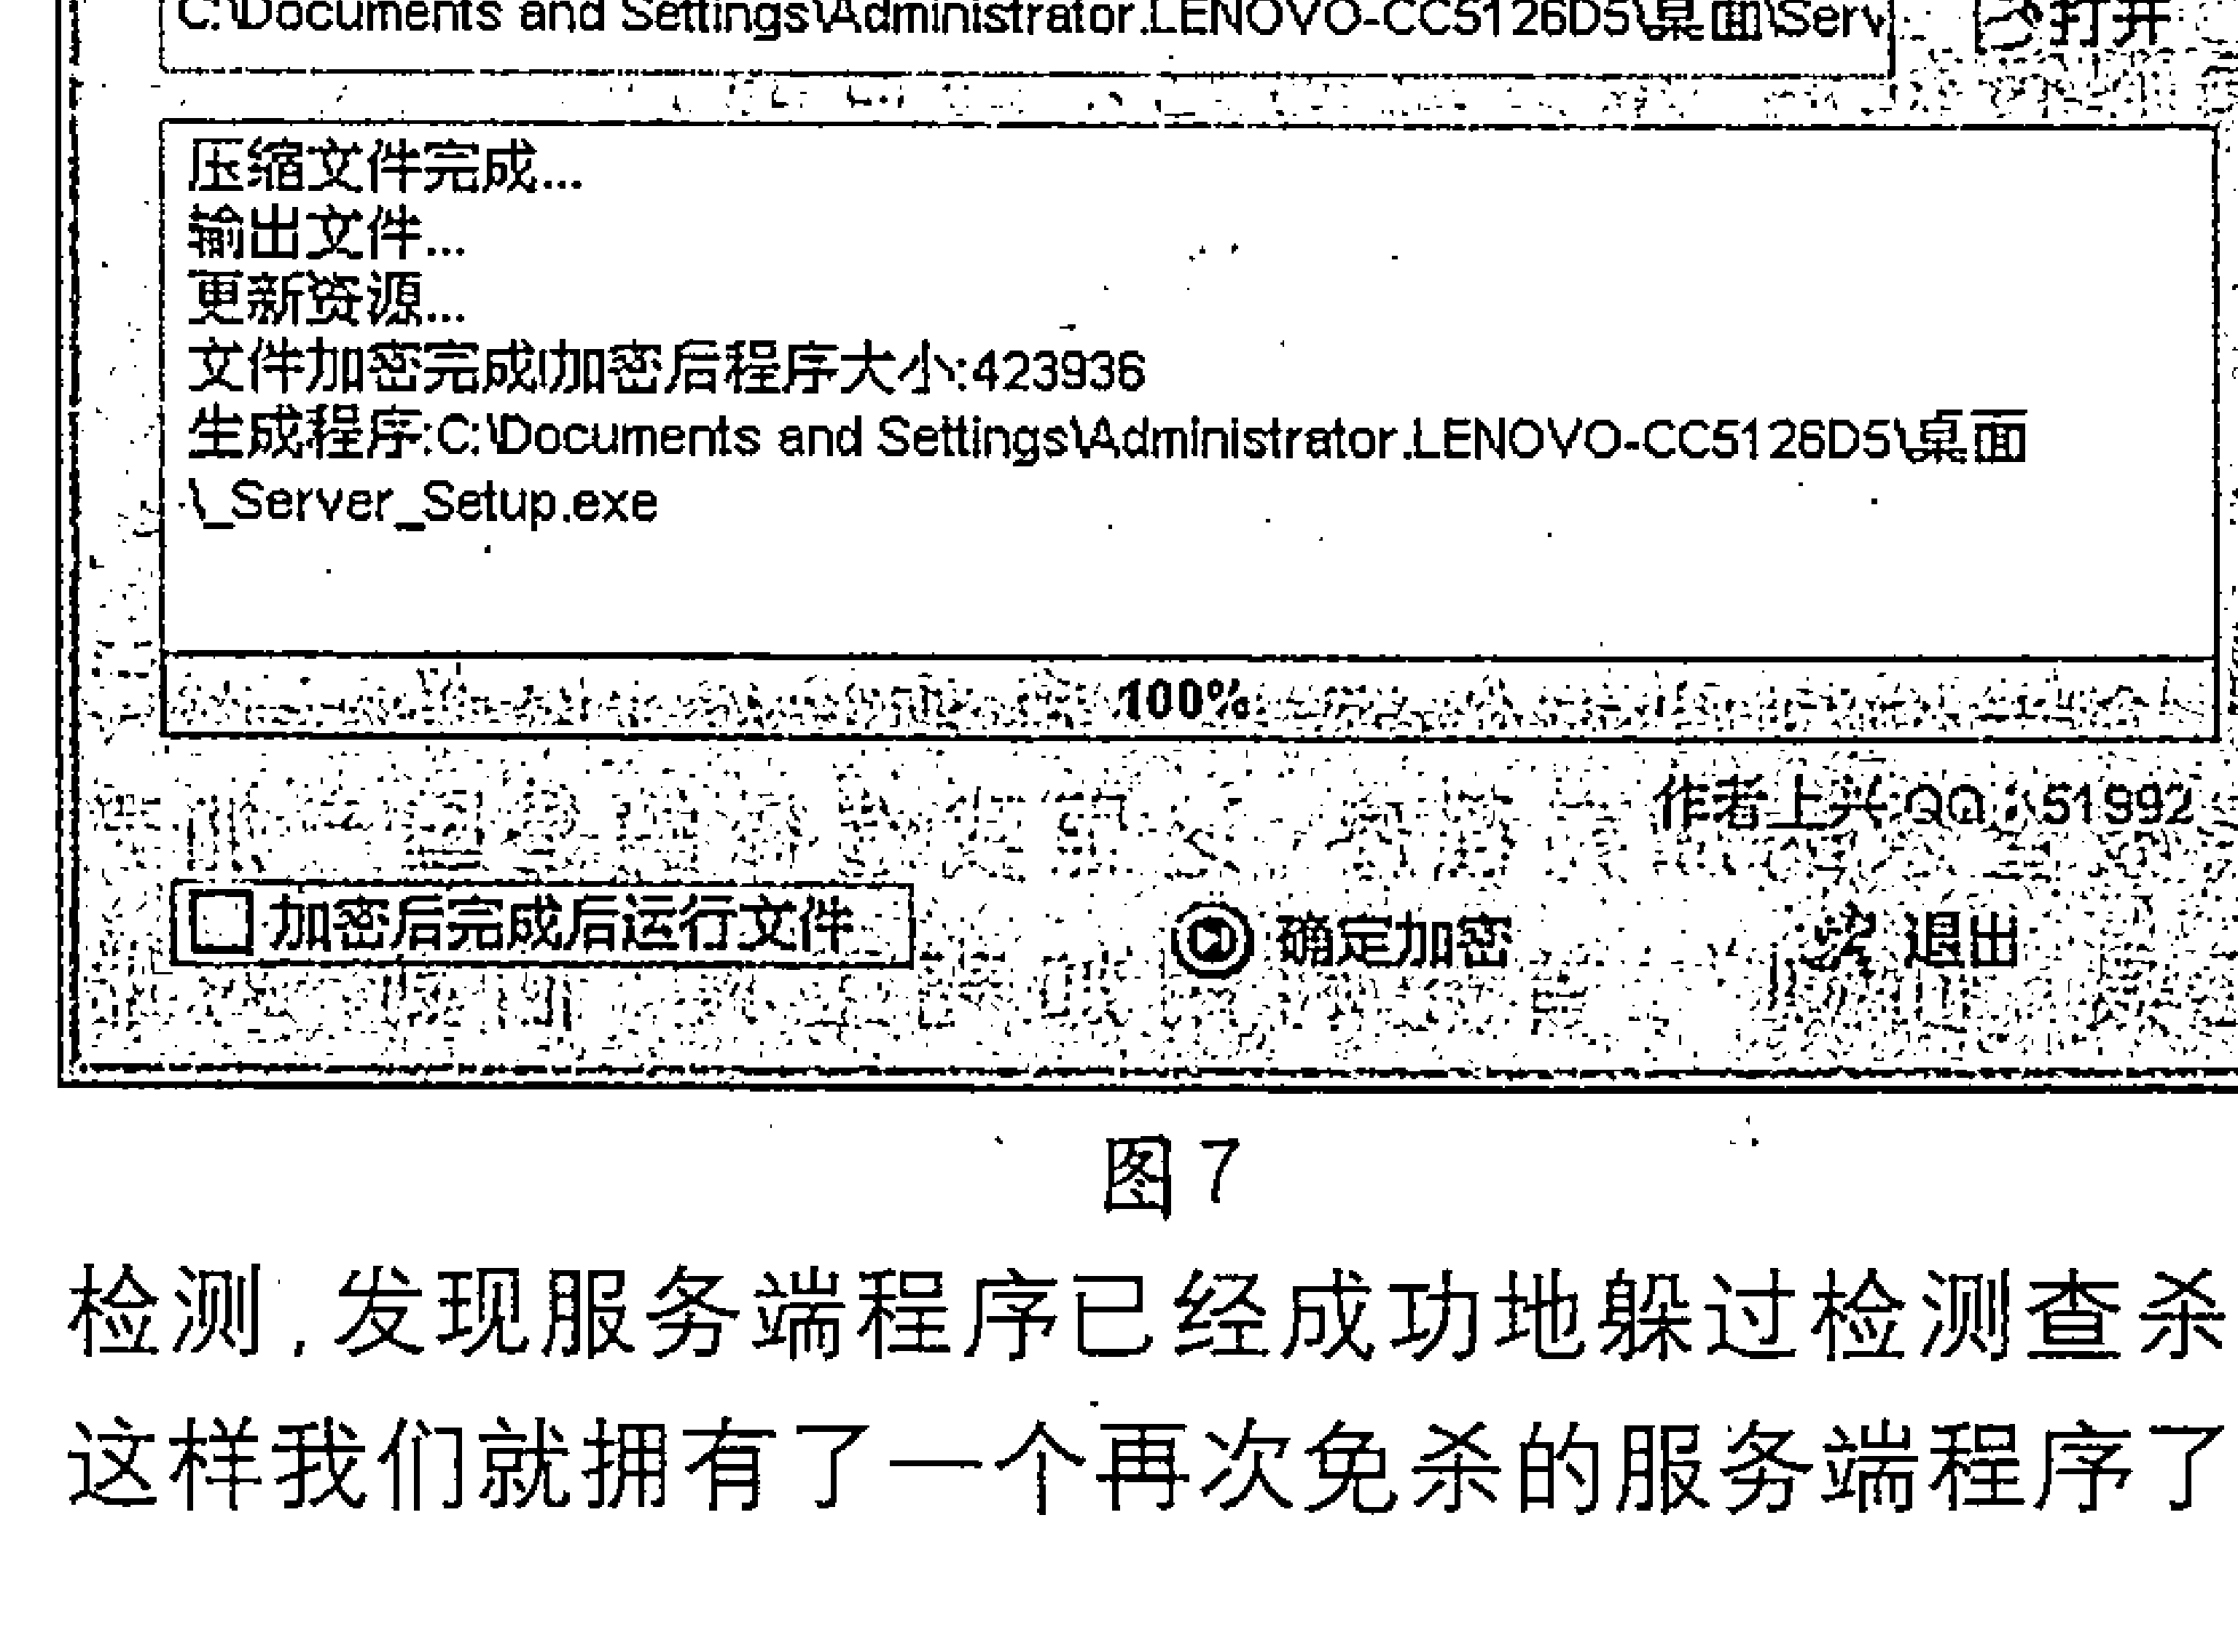 C:\Documents and Settings\Administrator.LENOVO-CC5126D5\桌面\Serv 打开
压缩文件完成...
输出文件...
更新资源...
文件加密完成!加密后程序大小:423936
生成程序:C:\Documents and Settings\Administrator.LENOVO-CC5126D5\桌面
\_Server_Setup.exe
100%
作者上兴 QQ:51992
加密后完成后运行文件 确定加密 退出
图 7
检测,发现服务端程序已经成功地躲过检测查杀
这样我们就拥有了一个再次免杀的服务端程序了